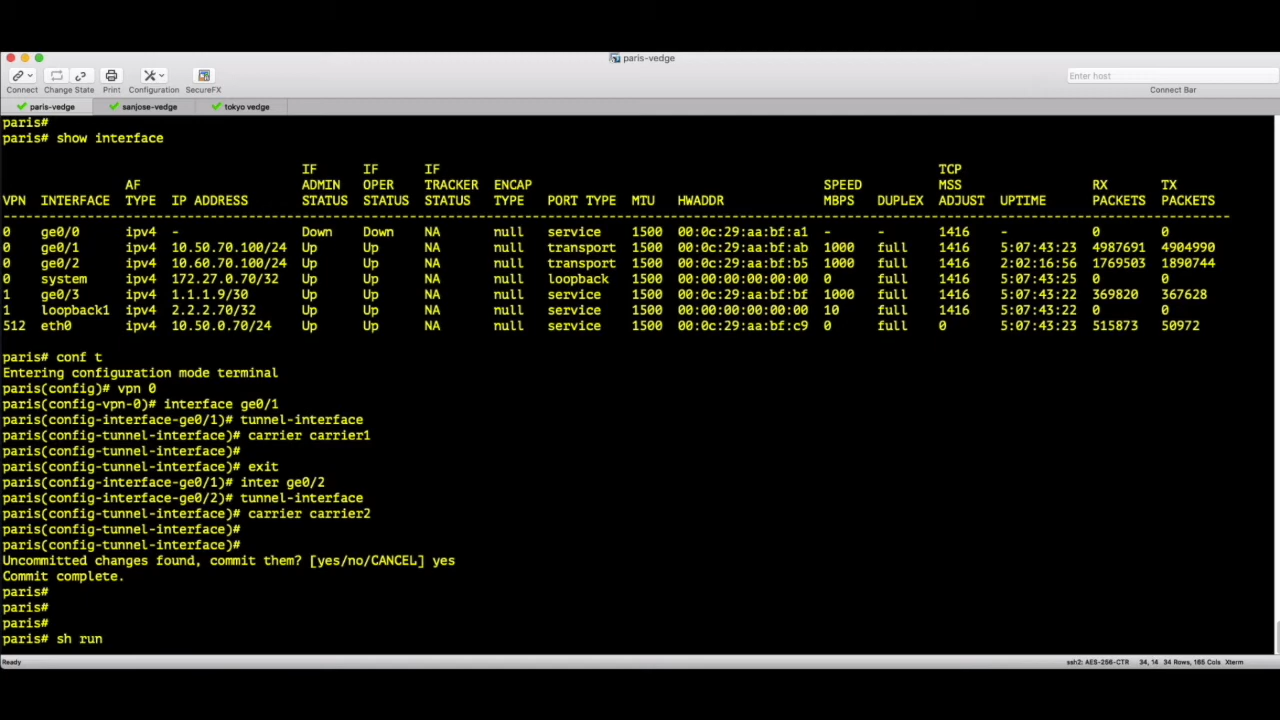 paris-vedge
Enter host
Connect Change State Print Configuration SecureFX Connect Bar
paris-vedge sanjose-vedge tokyo vedge
paris#
paris# show interface
IF IF IF TCP
AF ADMIN OPER TRACKER ENCAP SPEED MSS RX TX
VPN INTERFACE TYPE IP ADDRESS STATUS STATUS STATUS TYPE PORT TYPE MTU HWADDR MBPS DUPLEX ADJUST UPTIME PACKETS PACKETS
0 ge0/0 ipv4 - Down Down NA null service 1500 00:0c:29:aa:bf:a1 - - 1416 - 0 0
0 ge0/1 ipv4 10.50.70.100/24 Up Up NA null transport 1500 00:0c:29:aa:bf:ab 1000 full 1416 5:07:43:23 4987691 4904990
0 ge0/2 ipv4 10.60.70.100/24 Up Up NA null transport 1500 00:0c:29:aa:bf:b5 1000 full 1416 2:02:16:56 1769503 1890744
0 system ipv4 172.27.0.70/32 Up Up NA null loopback 1500 00:00:00:00:00:00 0 full 1416 5:07:43:25 0 0
1 ge0/3 ipv4 1.1.1.9/30 Up Up NA null service 1500 00:0c:29:aa:bf:bf 1000 full 1416 5:07:43:22 369820 367628
1 loopback1 ipv4 2.2.2.70/32 Up Up NA null service 1500 00:00:00:00:00:00 10 full 1416 5:07:43:22 0 0
512 eth0 ipv4 10.50.0.70/24 Up Up NA null service 1500 00:0c:29:aa:bf:c9 0 full 0 5:07:43:23 515873 50972
paris# conf t
Entering configuration mode terminal
paris(config)# vpn 0
paris(config-vpn-0)# interface ge0/1
paris(config-interface-ge0/1)# tunnel-interface
paris(config-tunnel-interface)# carrier carrier1
paris(config-tunnel-interface)#
paris(config-tunnel-interface)# exit
paris(config-interface-ge0/1)# inter ge0/2
paris(config-interface-ge0/2)# tunnel-interface
paris(config-tunnel-interface)# carrier carrier2
paris(config-tunnel-interface)#
paris(config-tunnel-interface)#
Uncommitted changes found, commit them? [yes/no/CANCEL] yes
Commit complete.
paris#
paris#
paris#
paris# sh run
Ready ssh2: AES-256-CTR 34, 14 34 Rows, 165 Cols Xterm